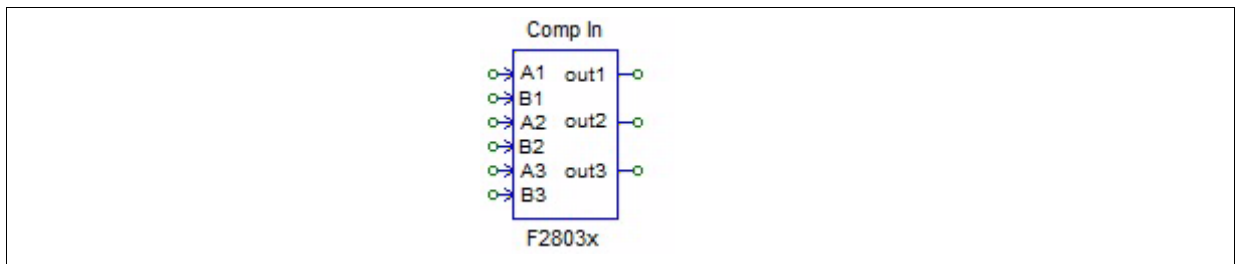 Comp In
A1 out1
B1
A2 out2
B2
A3 out3
B3
F2803x